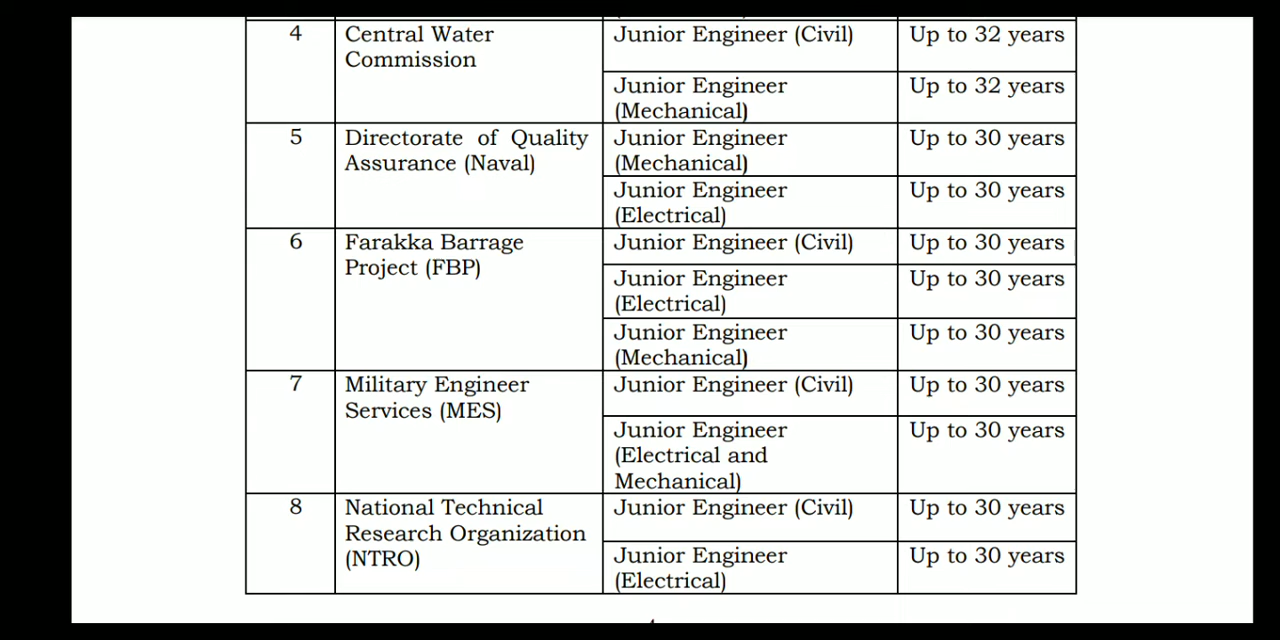 4 Central Water Junior Engineer (Civil) Up to 32 years
Commission
Junior Engineer Up to 32 years
(Mechanical)
5 Directorate of Quality Junior Engineer Up to 30 years
Assurance (Naval) (Mechanical)
Junior Engineer Up to 30 years
(Electrical)
6 Farakka Barrage Junior Engineer (Civil) Up to 30 years
Project (FBP)
Junior Engineer Up to 30 years
(Electrical)
Junior Engineer Up to 30 years
(Mechanical)
7 Military Engineer Junior Engineer (Civil) Up to 30 years
Services (MES)
Junior Engineer Up to 30 years
(Electrical and
Mechanical)
8 National Technical Junior Engineer (Civil) Up to 30 years
Research Organization
(NTRO) Junior Engineer Up to 30 years
(Electrical)